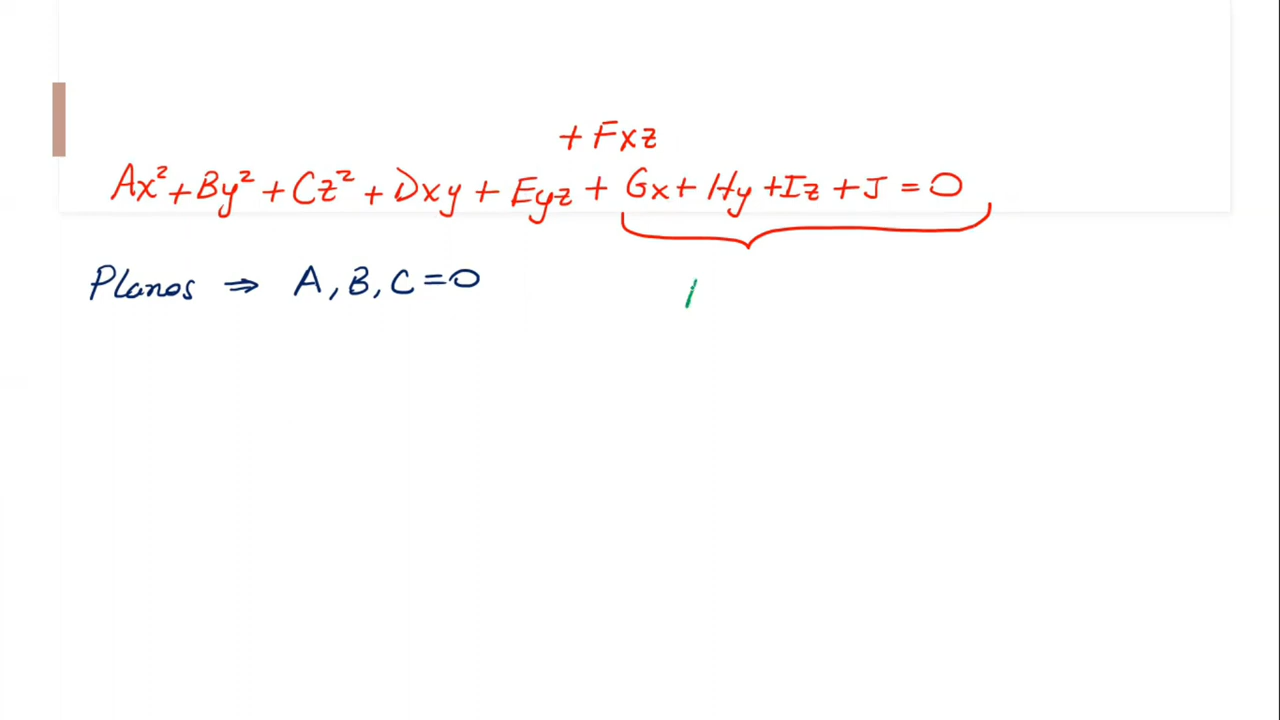 + Fxz
Ax² + By² + Cz² + Dxy + Eyz + Gx + Hy + Iz + J = 0
Planos ⇒ A, B, C = 0